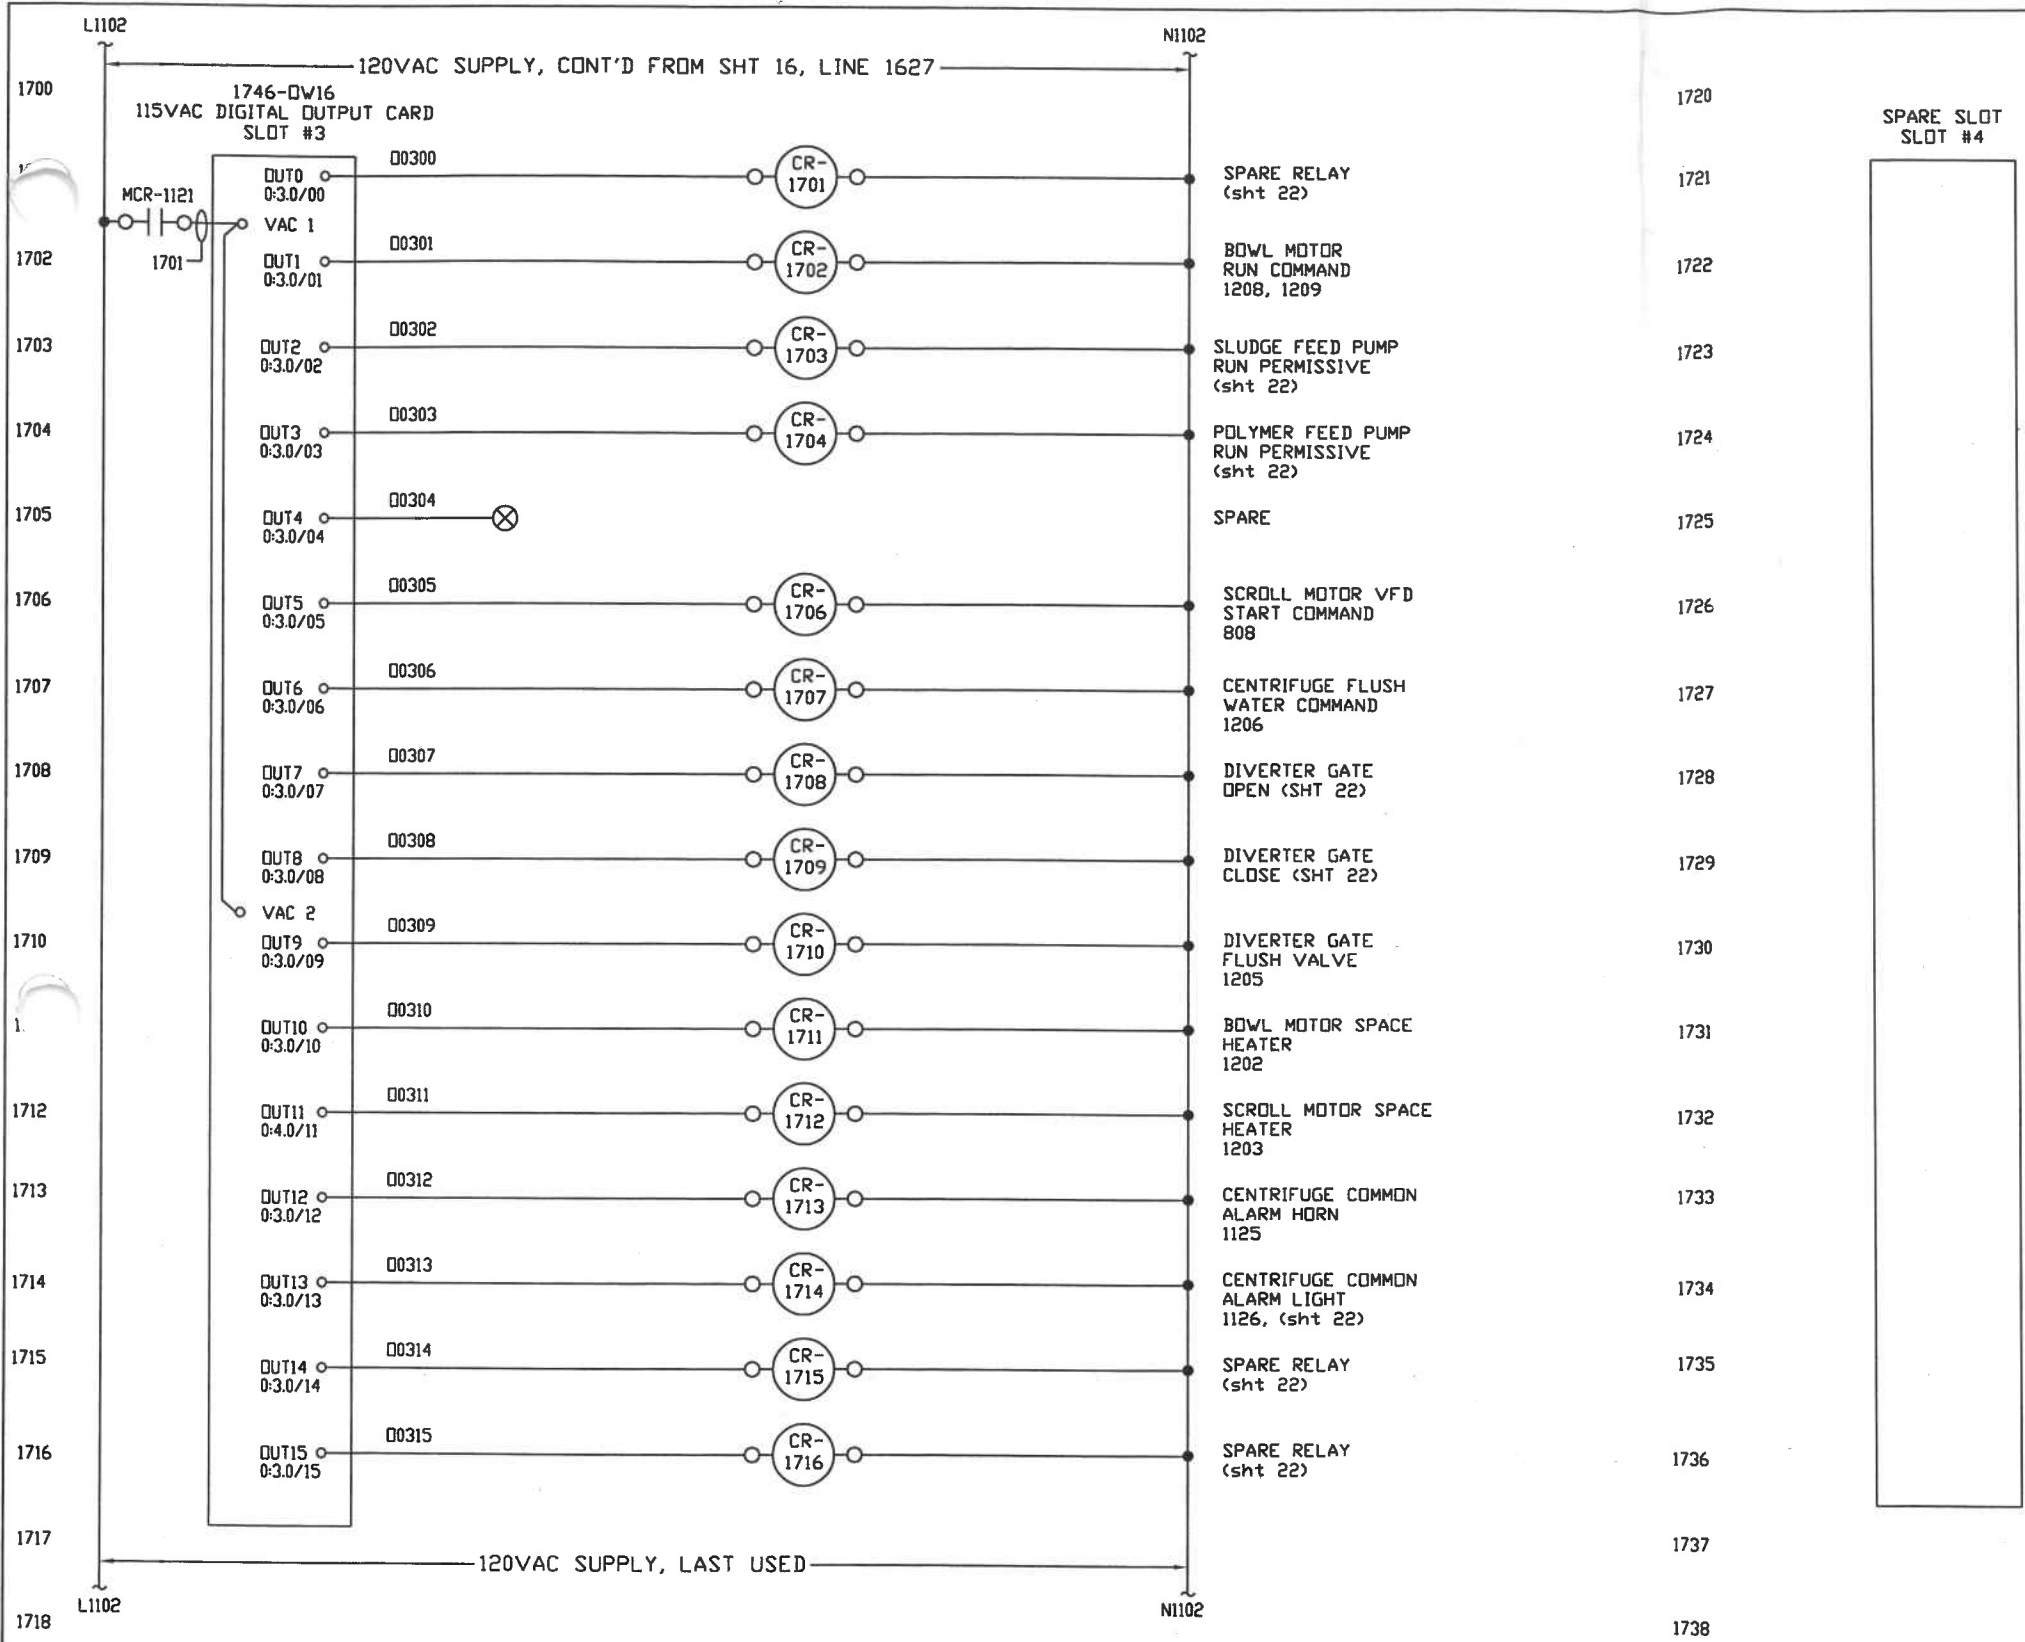 L1102
N1102
120VAC SUPPLY, CONT'D FROM SHT 16, LINE 1627
1700
1720
1746-OW16
115VAC DIGITAL OUTPUT CARD
SLOT #3
SPARE SLOT
SLOT #4
OUT0
O:3.0/00
O0300
CR-
1701
SPARE RELAY
(sht 22)
1721
MCR-1121
VAC 1
1701
1702
OUT1
O:3.0/01
O0301
CR-
1702
BOWL MOTOR
RUN COMMAND
1208, 1209
1722
1703
OUT2
O:3.0/02
O0302
CR-
1703
SLUDGE FEED PUMP
RUN PERMISSIVE
(sht 22)
1723
1704
OUT3
O:3.0/03
O0303
CR-
1704
POLYMER FEED PUMP
RUN PERMISSIVE
(sht 22)
1724
1705
OUT4
O:3.0/04
O0304
SPARE
1725
1706
OUT5
O:3.0/05
O0305
CR-
1706
SCROLL MOTOR VFD
START COMMAND
808
1726
1707
OUT6
O:3.0/06
O0306
CR-
1707
CENTRIFUGE FLUSH
WATER COMMAND
1206
1727
1708
OUT7
O:3.0/07
O0307
CR-
1708
DIVERTER GATE
OPEN (SHT 22)
1728
1709
OUT8
O:3.0/08
O0308
CR-
1709
DIVERTER GATE
CLOSE (SHT 22)
1729
VAC 2
1710
OUT9
O:3.0/09
O0309
CR-
1710
DIVERTER GATE
FLUSH VALVE
1205
1730
OUT10
O:3.0/10
O0310
CR-
1711
BOWL MOTOR SPACE
HEATER
1202
1731
1712
OUT11
O:4.0/11
O0311
CR-
1712
SCROLL MOTOR SPACE
HEATER
1203
1732
1713
OUT12
O:3.0/12
O0312
CR-
1713
CENTRIFUGE COMMON
ALARM HORN
1125
1733
1714
OUT13
O:3.0/13
O0313
CR-
1714
CENTRIFUGE COMMON
ALARM LIGHT
1126, (sht 22)
1734
1715
OUT14
O:3.0/14
O0314
CR-
1715
SPARE RELAY
(sht 22)
1735
1716
OUT15
O:3.0/15
O0315
CR-
1716
SPARE RELAY
(sht 22)
1736
1717
1737
120VAC SUPPLY, LAST USED
L1102
N1102
1718
1738